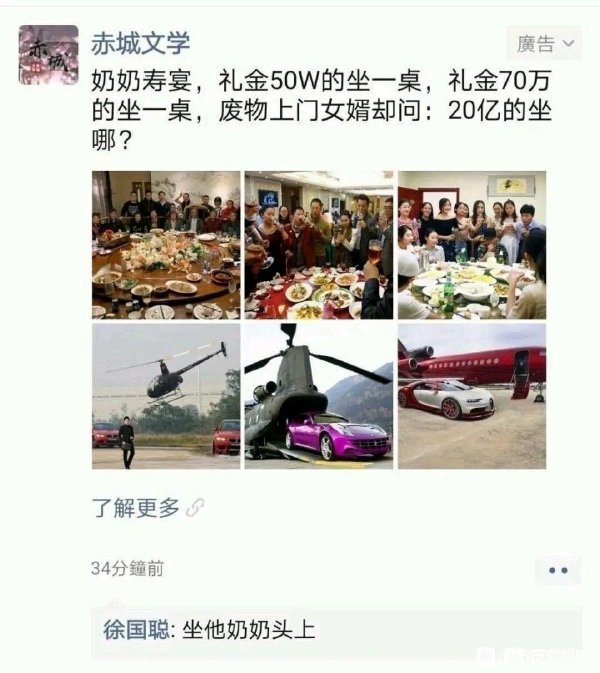 赤城文学
廣告
奶奶寿宴，礼金50W的坐一桌，礼金70万
的坐一桌，废物上门女婿却问：20亿的坐
哪？
了解更多
34分鐘前
徐国聪: 坐他奶奶头上